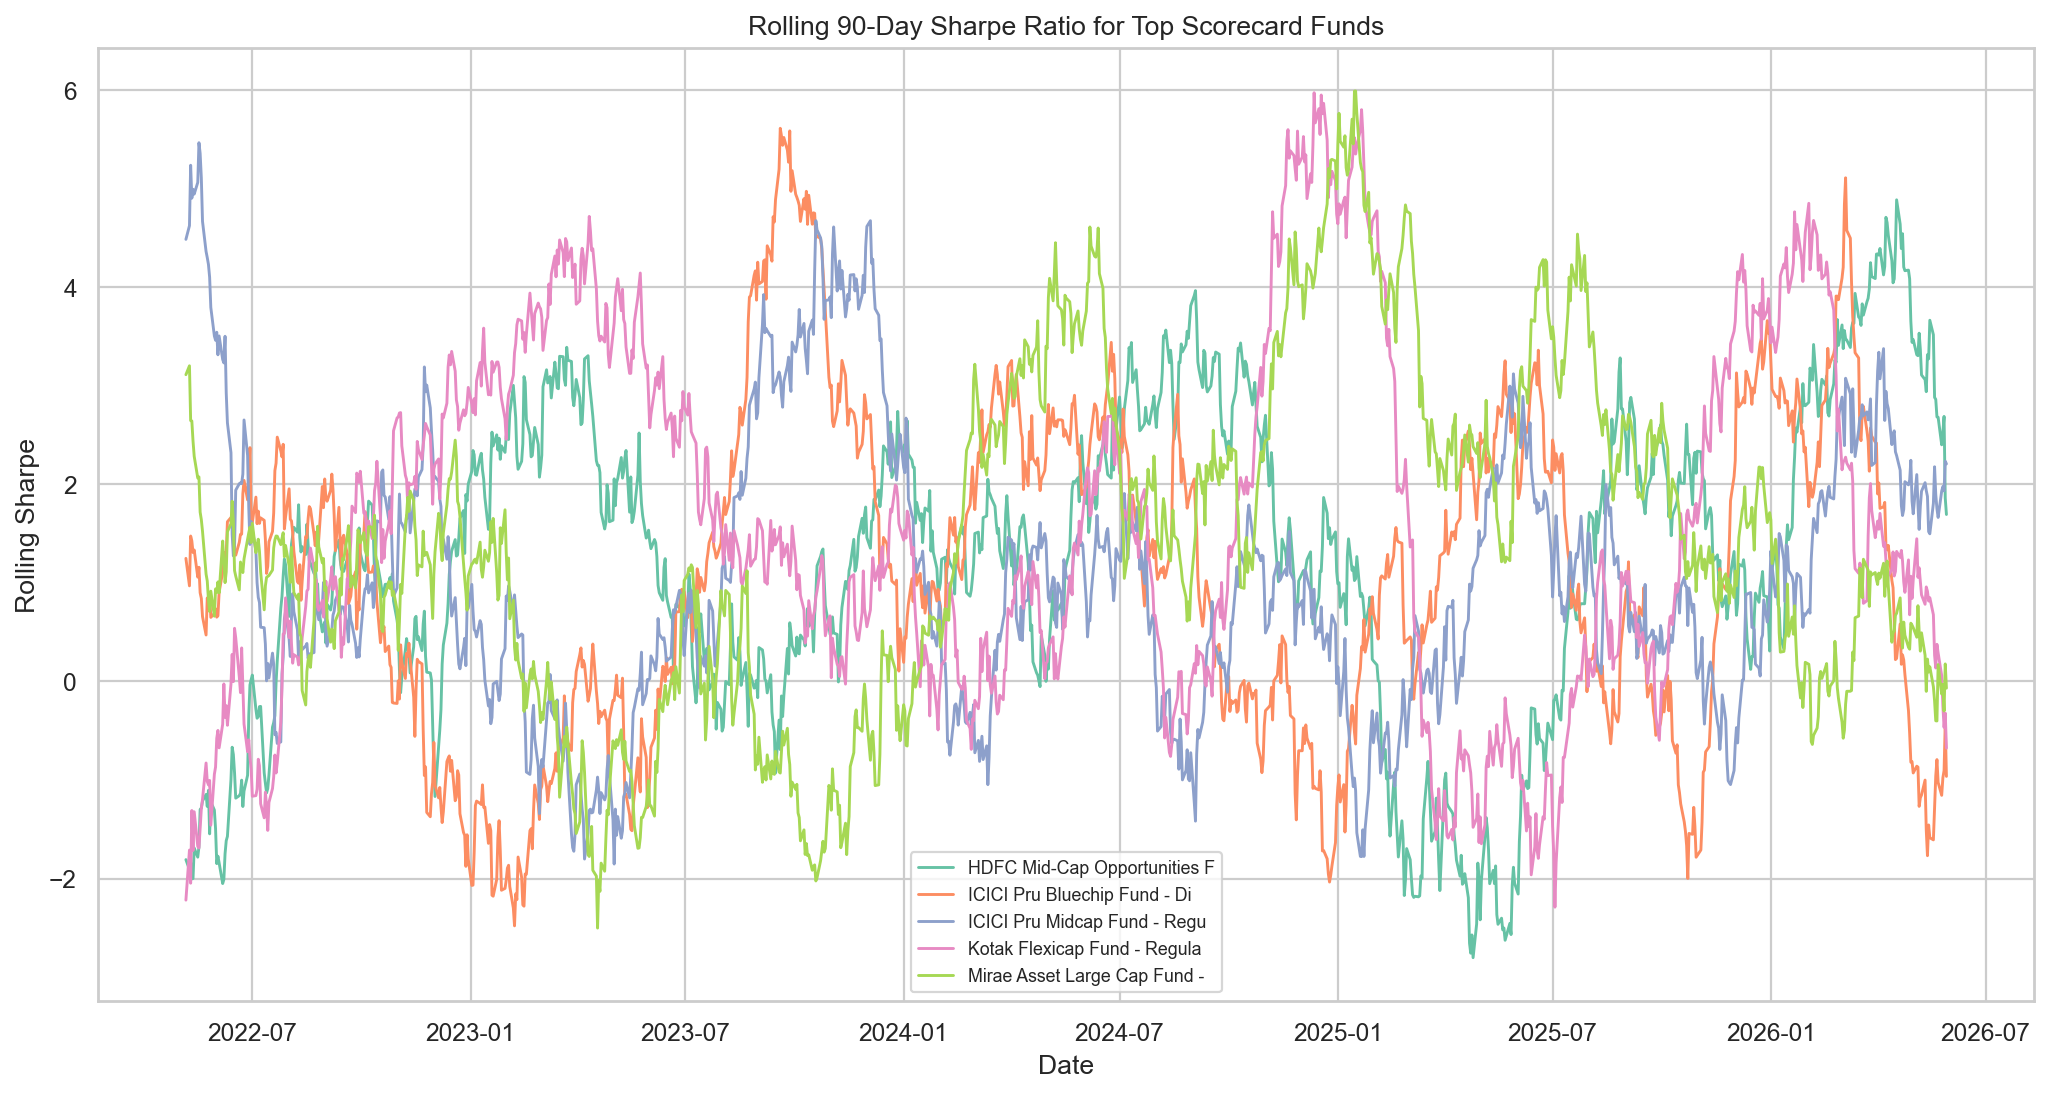 Rolling 90-Day Sharpe Ratio for Top Scorecard Funds
Rolling Sharpe
6
4
2
0
−2
HDFC Mid-Cap Opportunities F
ICICI Pru Bluechip Fund - Di
ICICI Pru Midcap Fund - Regu
Kotak Flexicap Fund - Regula
Mirae Asset Large Cap Fund -
2022-07 2023-01 2023-07 2024-01 2024-07 2025-01 2025-07 2026-01 2026-07
Date